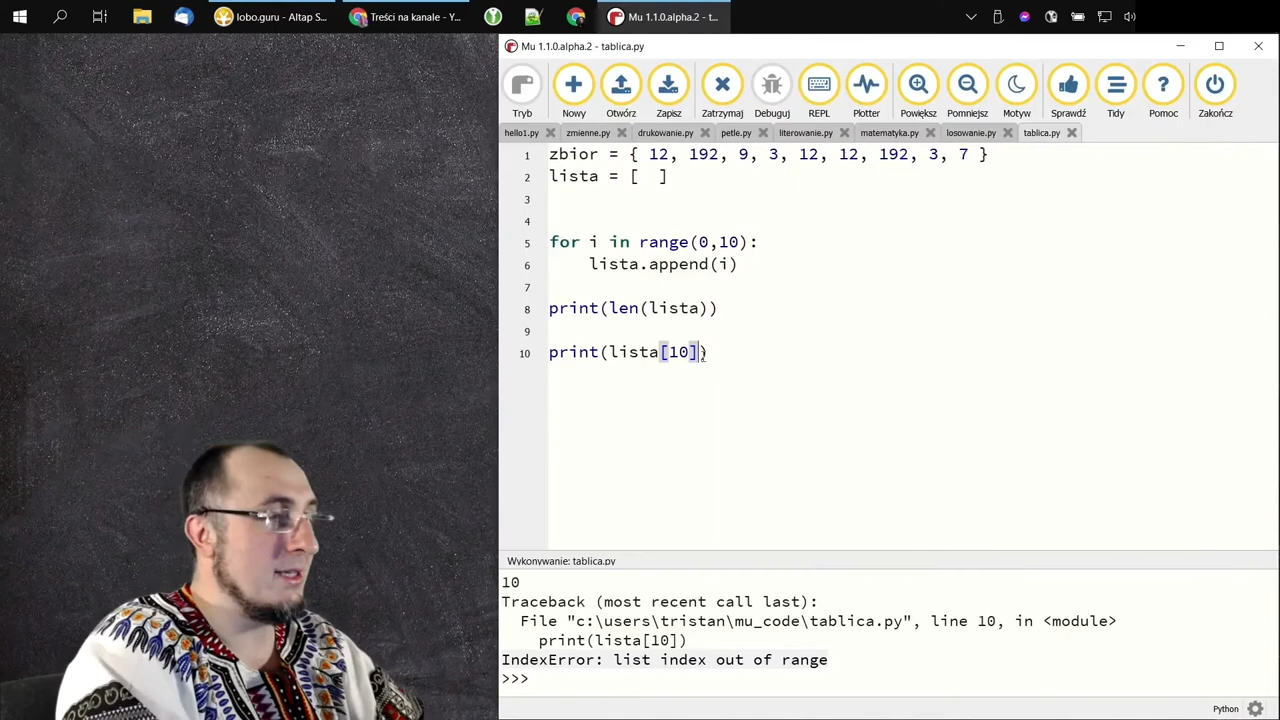 lobo.guru - Altap S...
Treści na kanale - Y...
Mu 1.1.0.alpha.2 - t...
Mu 1.1.0.alpha.2 - tablica.py
Tryb Nowy Otwórz Zapisz Zatrzymaj Debuguj REPL Plotter Powiększ Pomniejsz Motyw Sprawdź Tidy Pomoc Zakończ
hello1.py zmienne.py drukowanie.py petle.py literowanie.py matematyka.py losowanie.py tablica.py
1 zbior = { 12, 192, 9, 3, 12, 12, 192, 3, 7 }
2 lista = [  ]
3
4
5 for i in range(0,10):
6     lista.append(i)
7
8 print(len(lista))
9
10 print(lista[10])
Wykonywanie: tablica.py
10
Traceback (most recent call last):
  File "c:\users\tristan\mu_code\tablica.py", line 10, in <module>
    print(lista[10])
IndexError: list index out of range
>>>
Python